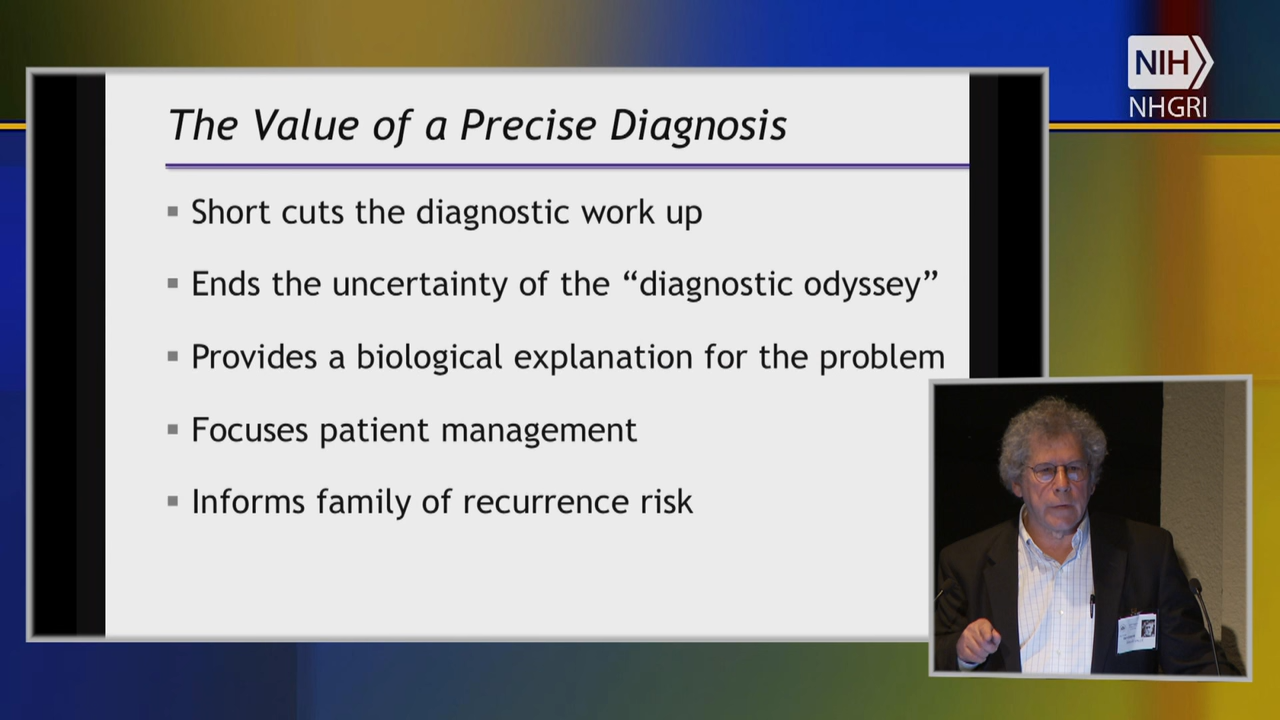 The Value of a Precise Diagnosis
NIH
NHGRI
▪ Short cuts the diagnostic work up
▪ Ends the uncertainty of the “diagnostic odyssey”
▪ Provides a biological explanation for the problem
▪ Focuses patient management
▪ Informs family of recurrence risk